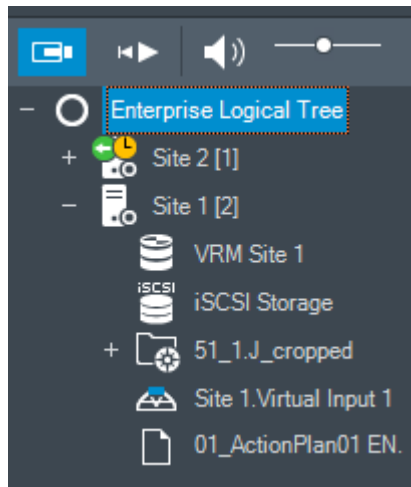 Enterprise Logical Tree
Site 2 [1]
Site 1 [2]
VRM Site 1
iSCSI
iSCSI Storage
51_1.J_cropped
Site 1.Virtual Input 1
01_ActionPlan01 EN.